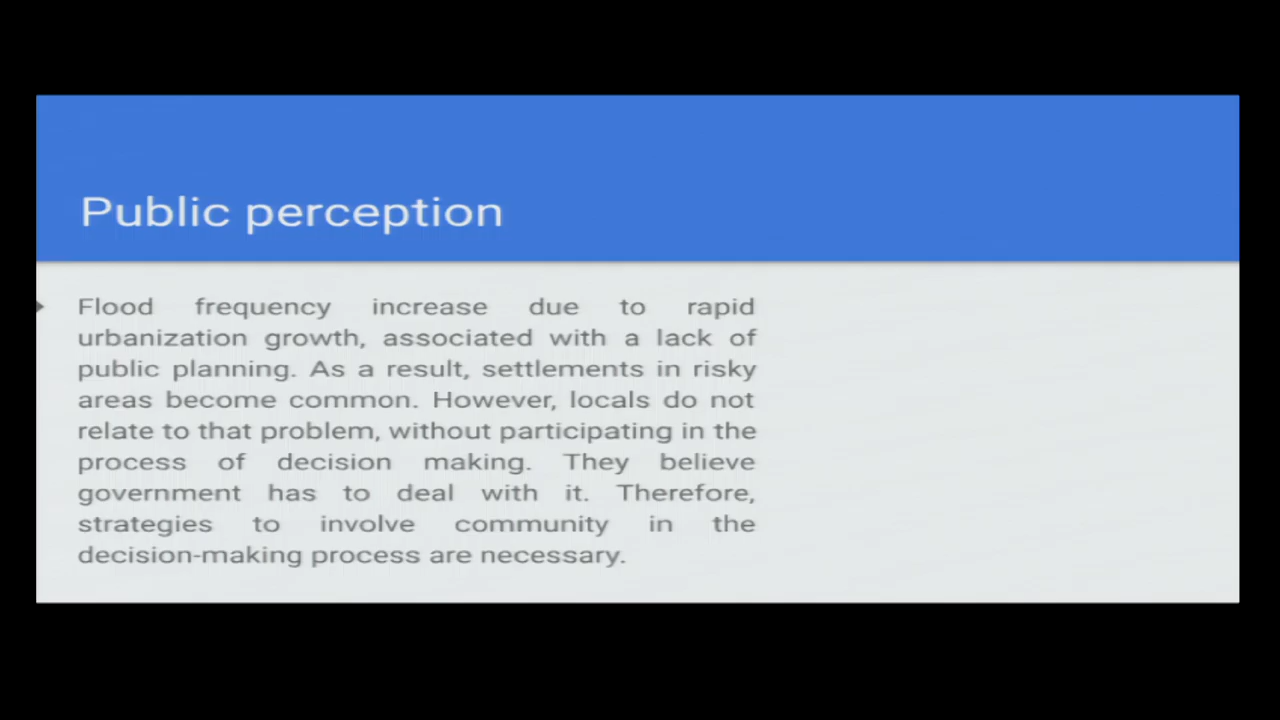 Public perception
Flood frequency increase due to rapid
urbanization growth, associated with a lack of
public planning. As a result, settlements in risky
areas become common. However, locals do not
relate to that problem, without participating in the
process of decision making. They believe
government has to deal with it. Therefore,
strategies to involve community in the
decision-making process are necessary.